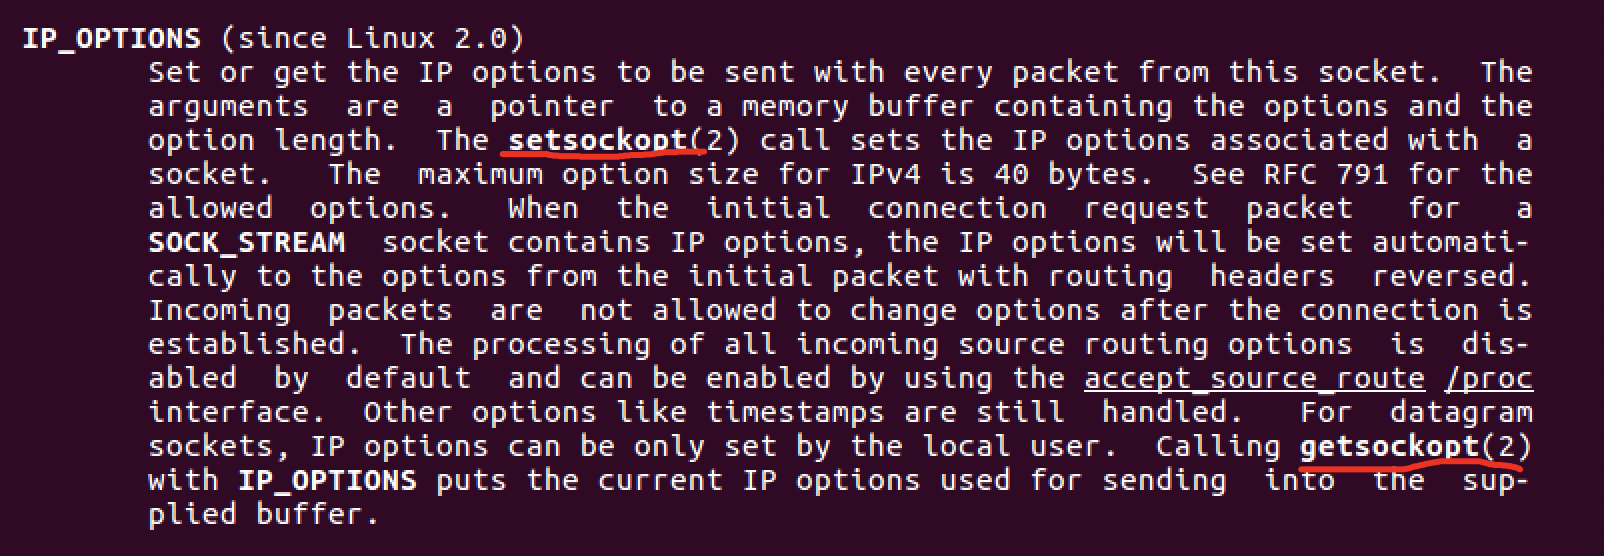 IP_OPTIONS (since Linux 2.0)
Set or get the IP options to be sent with every packet from this socket. The
arguments are a pointer to a memory buffer containing the options and the
option length. The setsockopt(2) call sets the IP options associated with a
socket. The maximum option size for IPv4 is 40 bytes. See RFC 791 for the
allowed options. When the initial connection request packet for a
SOCK_STREAM socket contains IP options, the IP options will be set automati-
cally to the options from the initial packet with routing headers reversed.
Incoming packets are not allowed to change options after the connection is
established. The processing of all incoming source routing options is dis-
abled by default and can be enabled by using the accept_source_route /proc
interface. Other options like timestamps are still handled. For datagram
sockets, IP options can be only set by the local user. Calling getsockopt(2)
with IP_OPTIONS puts the current IP options used for sending into the sup-
plied buffer.